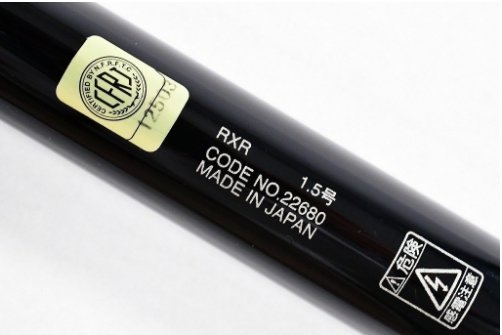 CERTIFIED BY N.F.R.F.T.C.
CFRJ
12503
RXR 1.5号
CODE NO.22680
MADE IN JAPAN
危険
感電注意